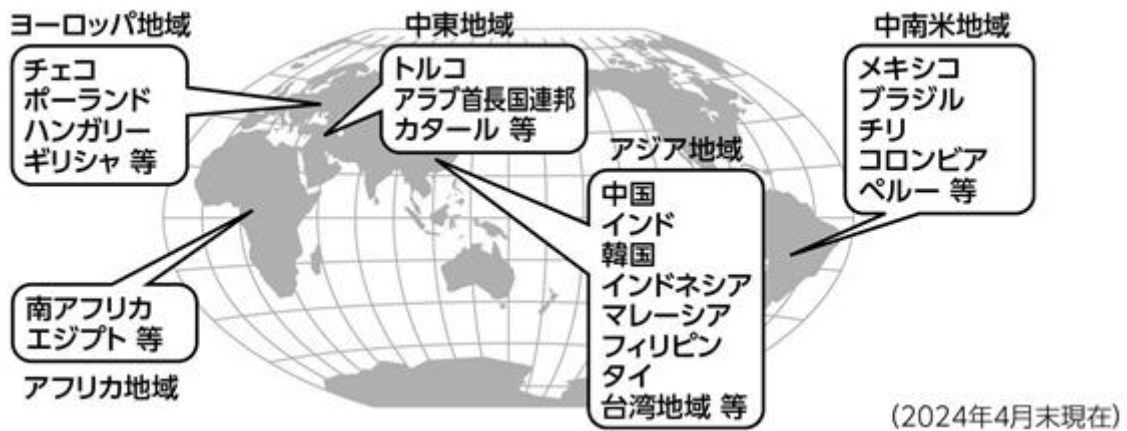 ヨーロッパ地域
チェコ
ポーランド
ハンガリー
ギリシャ 等
中東地域
トルコ
アラブ首長国連邦
カタール 等
アジア地域
中国
インド
韓国
インドネシア
マレーシア
フィリピン
タイ
台湾地域 等
中南米地域
メキシコ
ブラジル
チリ
コロンビア
ペルー 等
南アフリカ
エジプト 等
アフリカ地域
(2024年4月末現在)